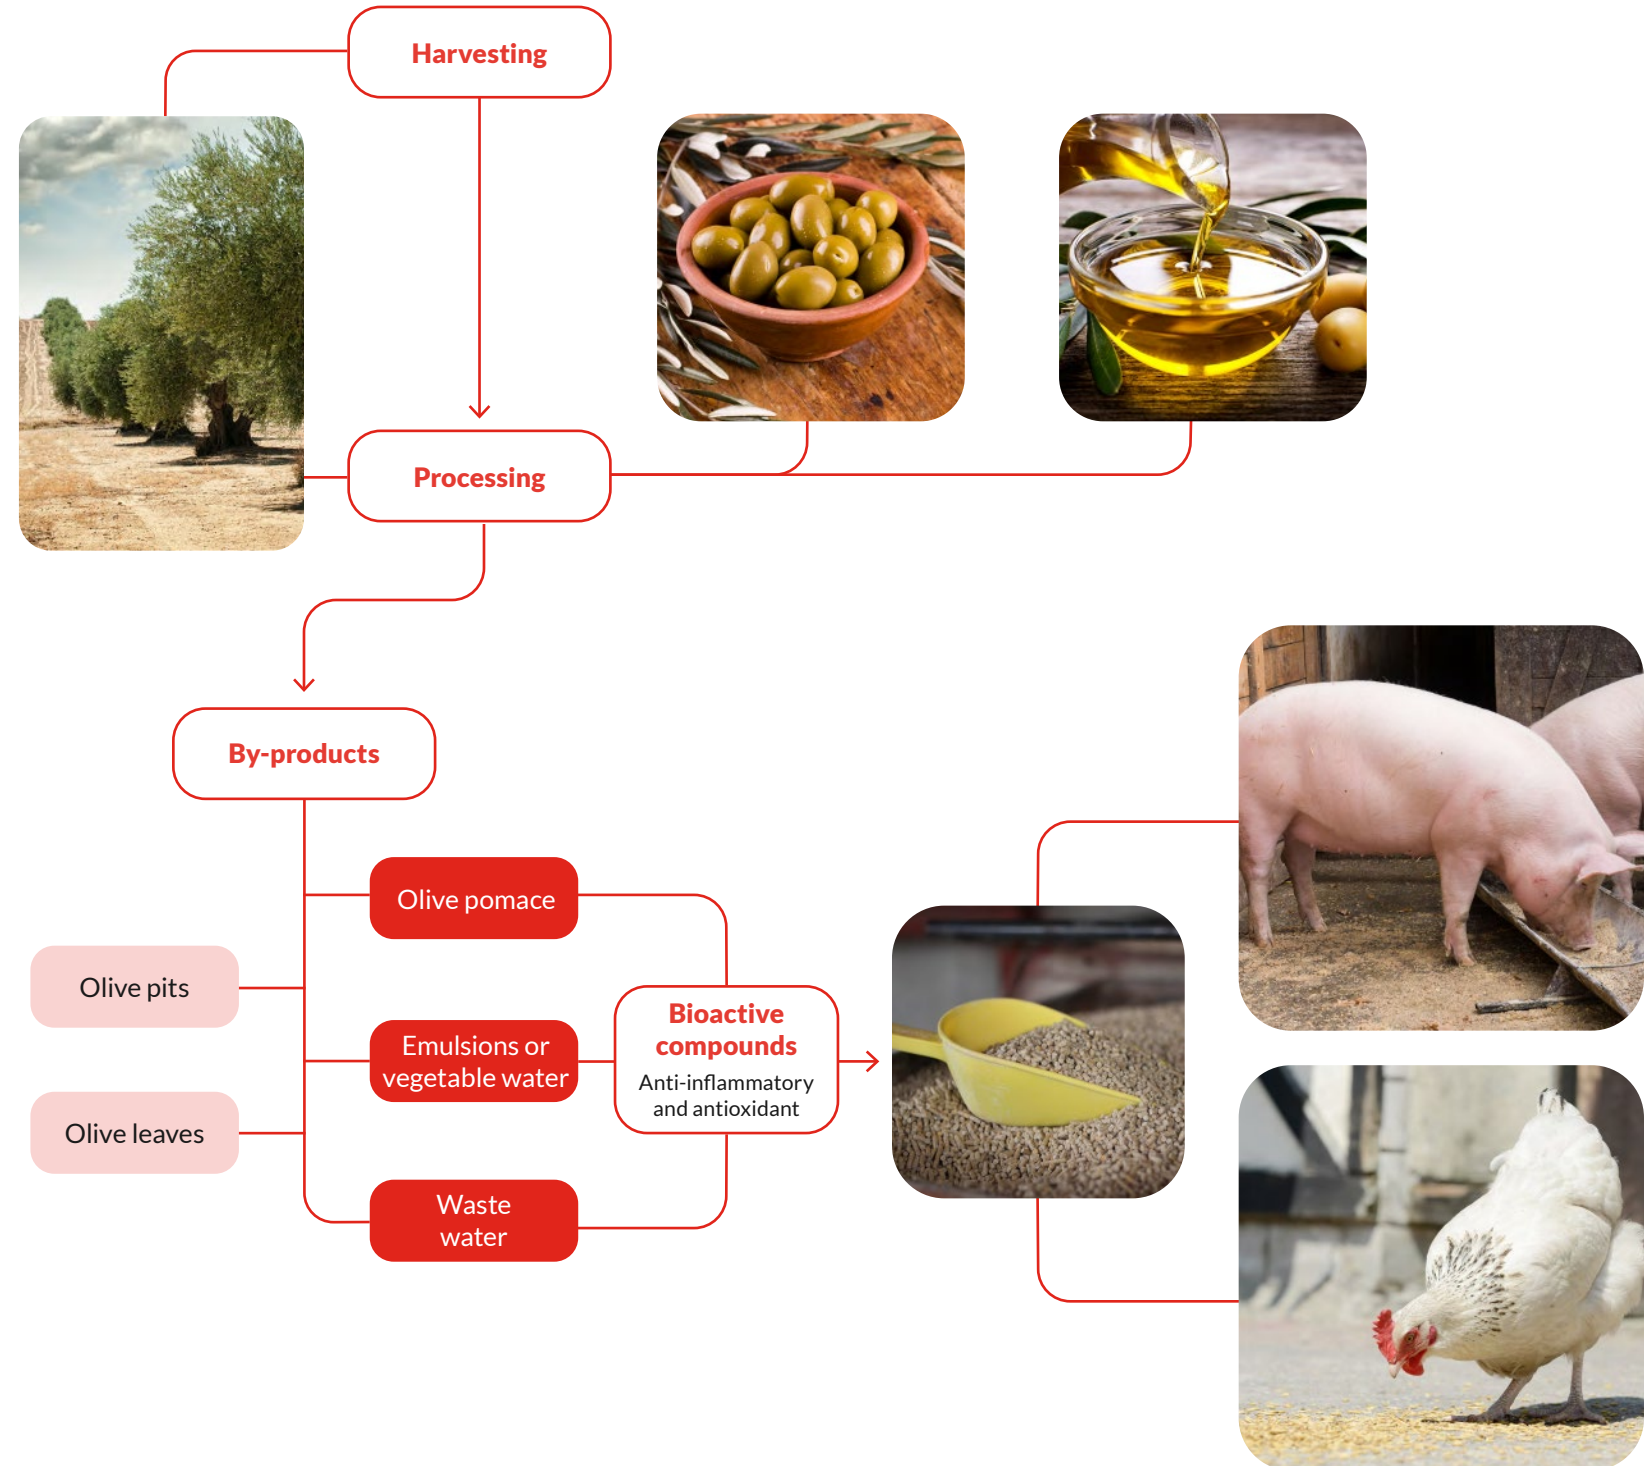 Harvesting
Processing
By-products
Olive pomace
Olive pits
Emulsions or
vegetable water
Bioactive
compounds
Anti-inflammatory
and antioxidant
Olive leaves
Waste
water